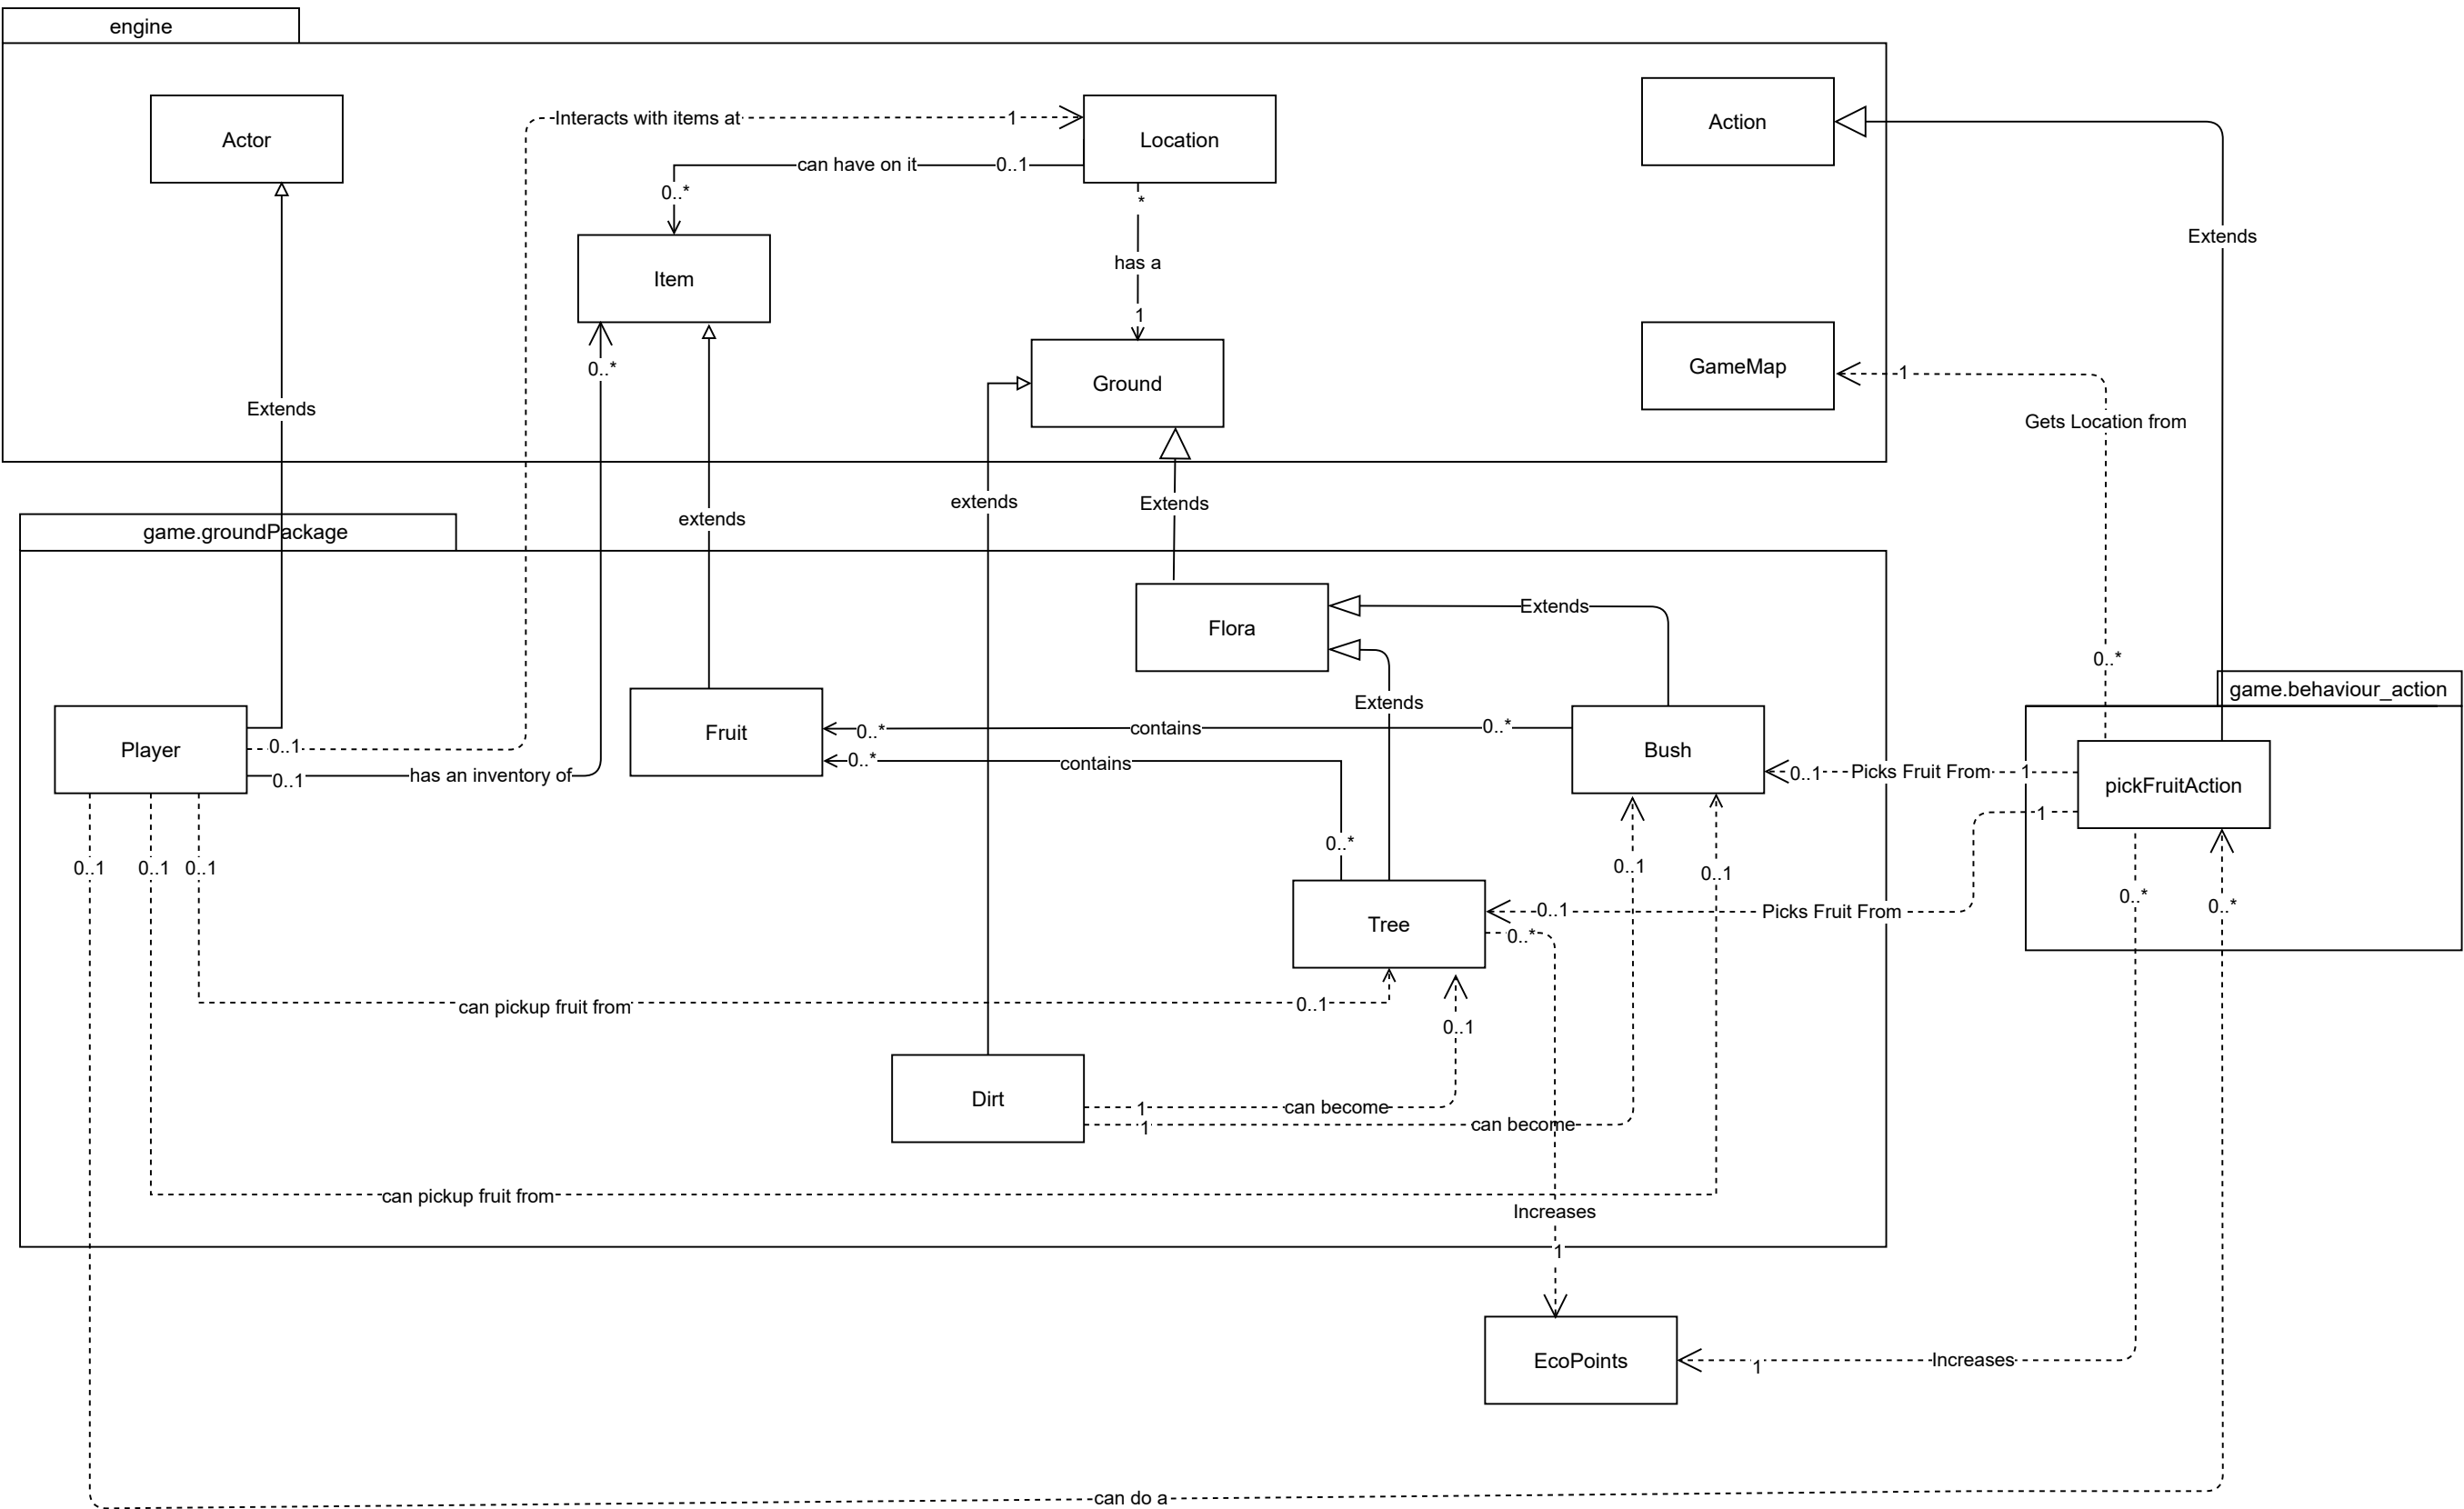 engine
Actor
Interacts with items at
1
Location
Action
can have on it
0..1
0..*
*
Extends
Item
has a
1
0..*
Ground
GameMap
1
Extends
Gets Location from
extends
Extends
extends
game.groundPackage
Flora
Extends
0..*
game.behaviour_action
Extends
Player
0..1
0..1
has an inventory of
Fruit
0..*
contains
0..*
0..*
contains
Bush
0..1
Picks Fruit From
1
pickFruitAction
1
0..1
0..1
0..1
0..*
0..1
0..1
0..*
0..*
Tree
0..1
Picks Fruit From
0..*
can pickup fruit from
0..1
0..1
Dirt
1
can become
1
can become
can pickup fruit from
Increases
1
EcoPoints
1
Increases
can do a